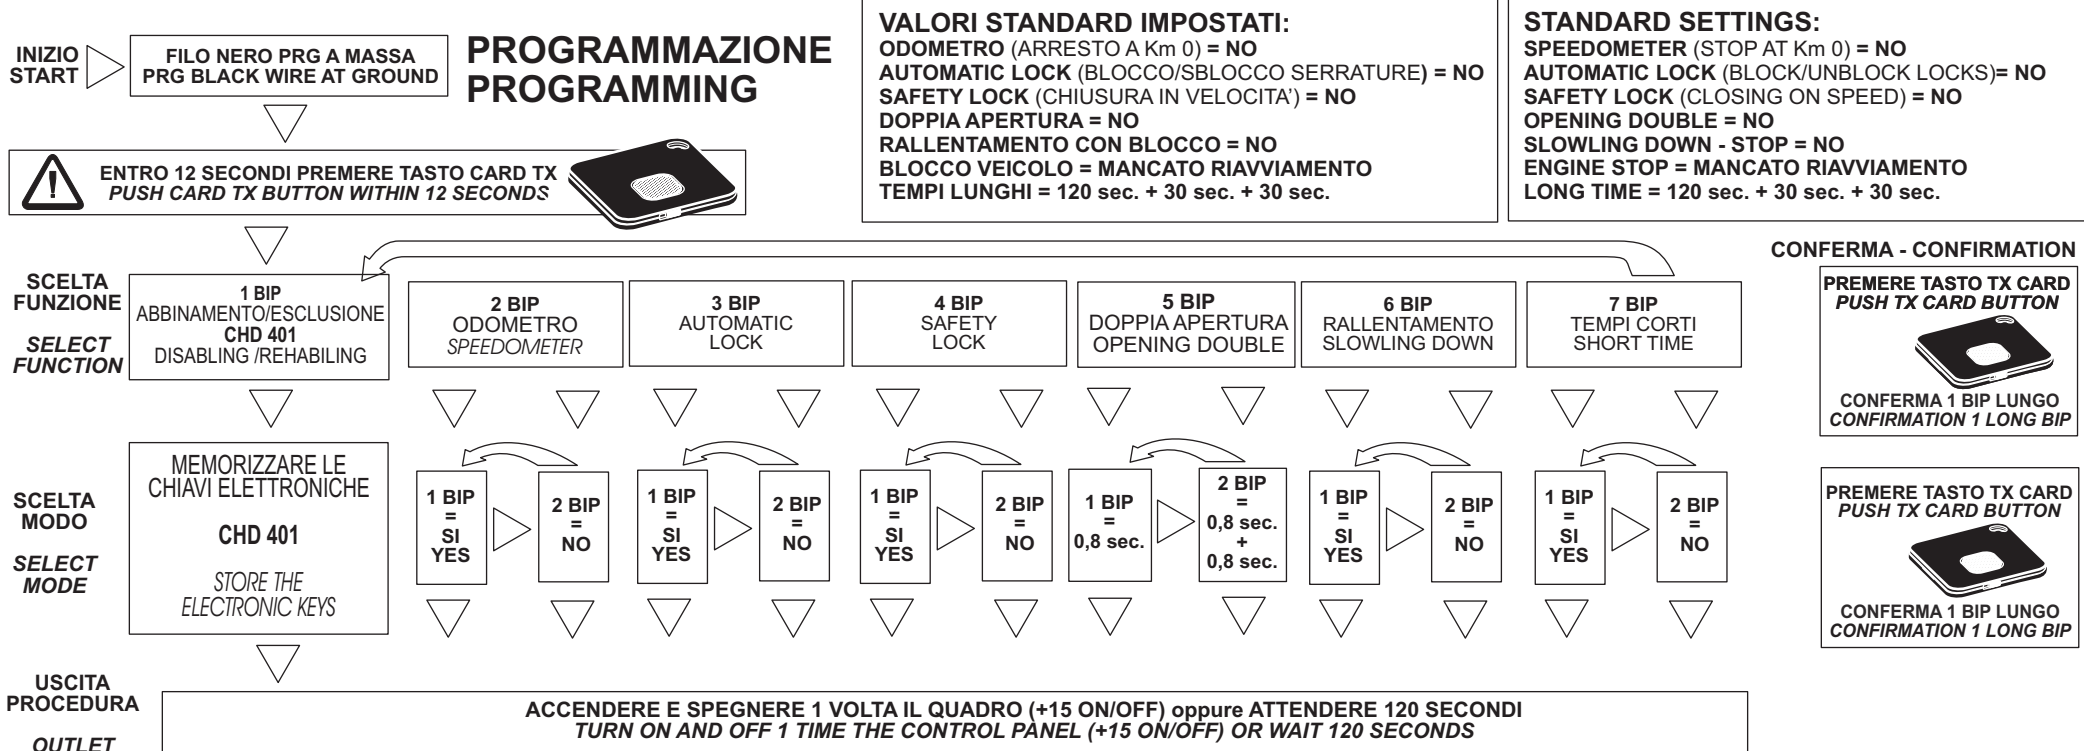 INIZIO
START
FILO NERO PRG A MASSA
PRG BLACK WIRE AT GROUND
PROGRAMMAZIONE
PROGRAMMING
VALORI STANDARD IMPOSTATI:
ODOMETRO (ARRESTO A Km 0) = NO
AUTOMATIC LOCK (BLOCCO/SBLOCCO SERRATURE) = NO
SAFETY LOCK (CHIUSURA IN VELOCITA') = NO
DOPPIA APERTURA = NO
RALLENTAMENTO CON BLOCCO = NO
BLOCCO VEICOLO = MANCATO RIAVVIAMENTO
TEMPI LUNGHI = 120 sec. + 30 sec. + 30 sec.
STANDARD SETTINGS:
SPEEDOMETER (STOP AT Km 0) = NO
AUTOMATIC LOCK (BLOCK/UNBLOCK LOCKS)= NO
SAFETY LOCK (CLOSING ON SPEED) = NO
OPENING DOUBLE = NO
SLOWLING DOWN - STOP = NO
ENGINE STOP = MANCATO RIAVVIAMENTO
LONG TIME = 120 sec. + 30 sec. + 30 sec.
ENTRO 12 SECONDI PREMERE TASTO CARD TX
PUSH CARD TX BUTTON WITHIN 12 SECONDS
SCELTA
FUNZIONE
SELECT
FUNCTION
1 BIP
ABBINAMENTO/ESCLUSIONE
CHD 401
DISABLING /REHABILING
2 BIP
ODOMETRO
SPEEDOMETER
3 BIP
AUTOMATIC
LOCK
4 BIP
SAFETY
LOCK
5 BIP
DOPPIA APERTURA
OPENING DOUBLE
6 BIP
RALLENTAMENTO
SLOWLING DOWN
7 BIP
TEMPI CORTI
SHORT TIME
CONFERMA - CONFIRMATION
PREMERE TASTO TX CARD
PUSH TX CARD BUTTON
CONFERMA 1 BIP LUNGO
CONFIRMATION 1 LONG BIP
SCELTA
MODO
SELECT
MODE
MEMORIZZARE LE
CHIAVI ELETTRONICHE
CHD 401
STORE THE
ELECTRONIC KEYS
1 BIP
=
SI
YES
2 BIP
=
NO
1 BIP
=
SI
YES
2 BIP
=
NO
1 BIP
=
SI
YES
2 BIP
=
NO
1 BIP
=
0,8 sec.
2 BIP
=
0,8 sec.
+
0,8 sec.
1 BIP
=
SI
YES
2 BIP
=
NO
1 BIP
=
SI
YES
2 BIP
=
NO
PREMERE TASTO TX CARD
PUSH TX CARD BUTTON
CONFERMA 1 BIP LUNGO
CONFIRMATION 1 LONG BIP
USCITA
PROCEDURA
OUTLET
ACCENDERE E SPEGNERE 1 VOLTA IL QUADRO (+15 ON/OFF) oppure ATTENDERE 120 SECONDI
TURN ON AND OFF 1 TIME THE CONTROL PANEL (+15 ON/OFF) OR WAIT 120 SECONDS